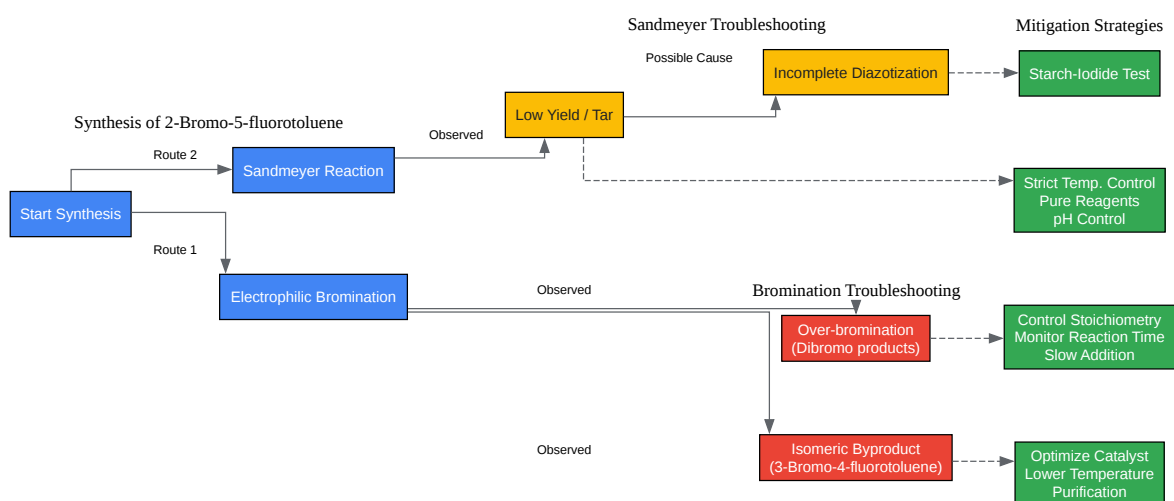 Sandmeyer Troubleshooting
Mitigation Strategies
Possible Cause
Incomplete Diazotization
Starch-Iodide Test
Low Yield / Tar
Synthesis of 2-Bromo-5-fluorotoluene
Observed
Route 2
Sandmeyer Reaction
Strict Temp. Control
Pure Reagents
pH Control
Start Synthesis
Route 1
Electrophilic Bromination
Observed
Bromination Troubleshooting
Over-bromination
(Dibromo products)
Control Stoichiometry
Monitor Reaction Time
Slow Addition
Observed
Isomeric Byproduct
(3-Bromo-4-fluorotoluene)
Optimize Catalyst
Lower Temperature
Purification